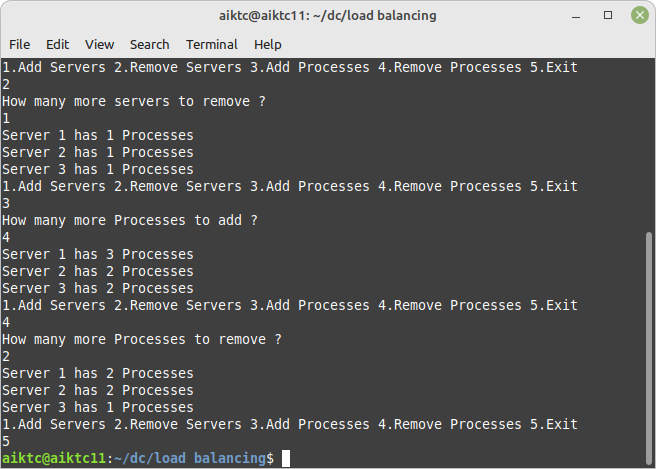 aiktc@aiktc11: ~/dc/load balancing
File Edit View Search Terminal Help
1.Add Servers 2.Remove Servers 3.Add Processes 4.Remove Processes 5.Exit
2
How many more servers to remove ?
1
Server 1 has 1 Processes
Server 2 has 1 Processes
Server 3 has 1 Processes
1.Add Servers 2.Remove Servers 3.Add Processes 4.Remove Processes 5.Exit
3
How many more Processes to add ?
4
Server 1 has 3 Processes
Server 2 has 2 Processes
Server 3 has 2 Processes
1.Add Servers 2.Remove Servers 3.Add Processes 4.Remove Processes 5.Exit
4
How many more Processes to remove ?
2
Server 1 has 2 Processes
Server 2 has 2 Processes
Server 3 has 1 Processes
1.Add Servers 2.Remove Servers 3.Add Processes 4.Remove Processes 5.Exit
5
aiktc@aiktc11:~/dc/load balancing$